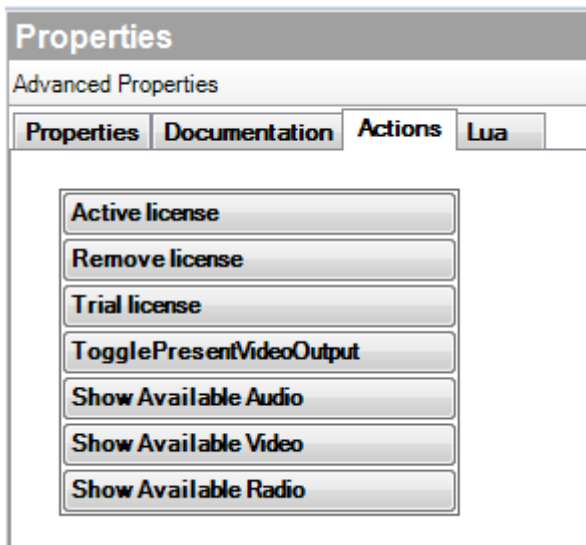 Properties
Advanced Properties
Properties Documentation Actions Lua
Active license
Remove license
Trial license
TogglePresentVideoOutput
Show Available Audio
Show Available Video
Show Available Radio